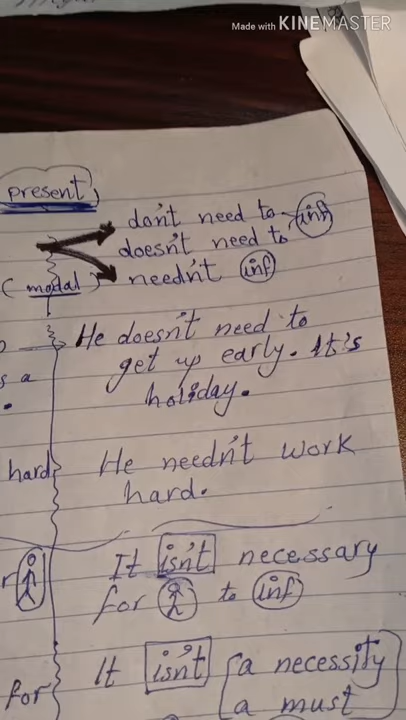 Made with KINEMASTER
present
don't need to inf
doesn't need to
(modal) needn't inf
He doesn't need to
get up early. It's
s a holiday.
hard He needn't work
hard.
It isn't necessary
for to inf
It isn't a necessity
for a must